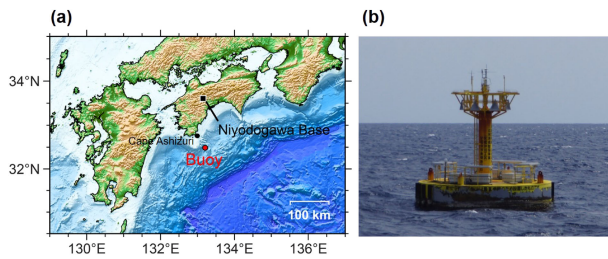 (a)
(b)
34°N
32°N
Niyodogawa Base
Cape Ashizuri
Buoy
100 km
130°E
132°E
134°E
136°E